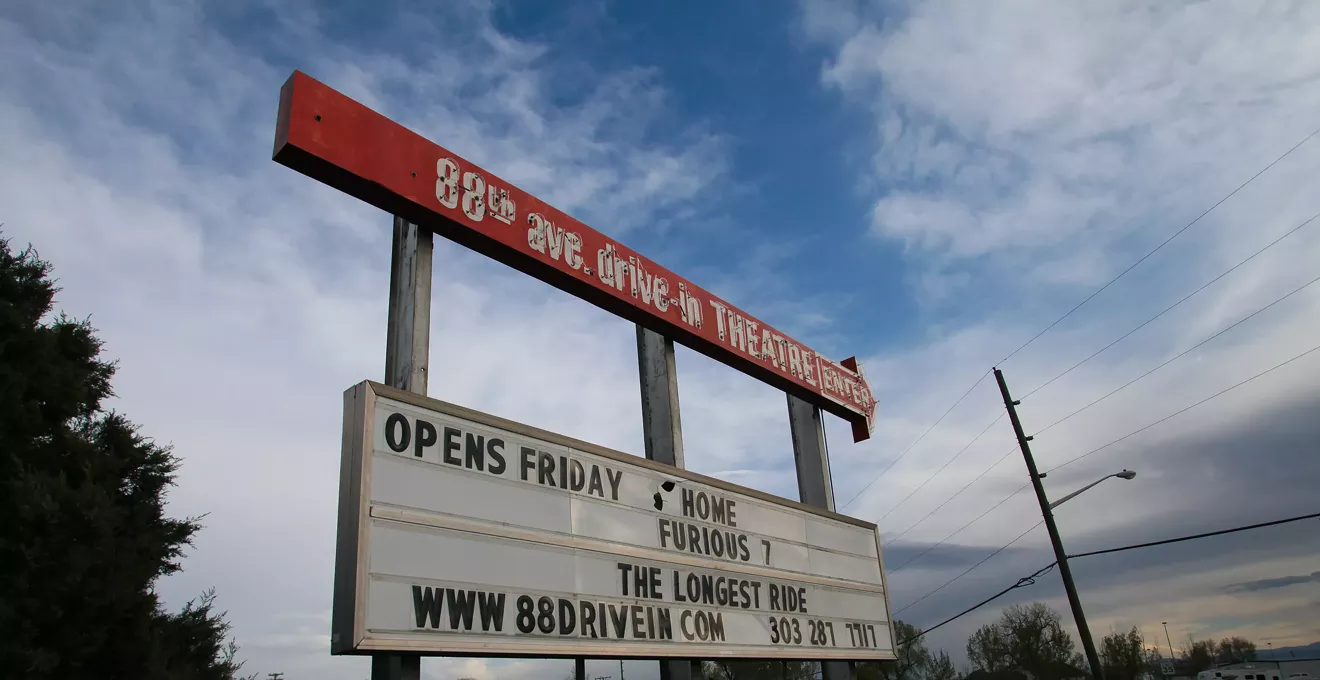 88th ave. drive-in THEATRE ENTER
OPENS FRIDAY HOME
FURIOUS 7
THE LONGEST RIDE
WWW 88DRIVEIN COM 303 287 7717